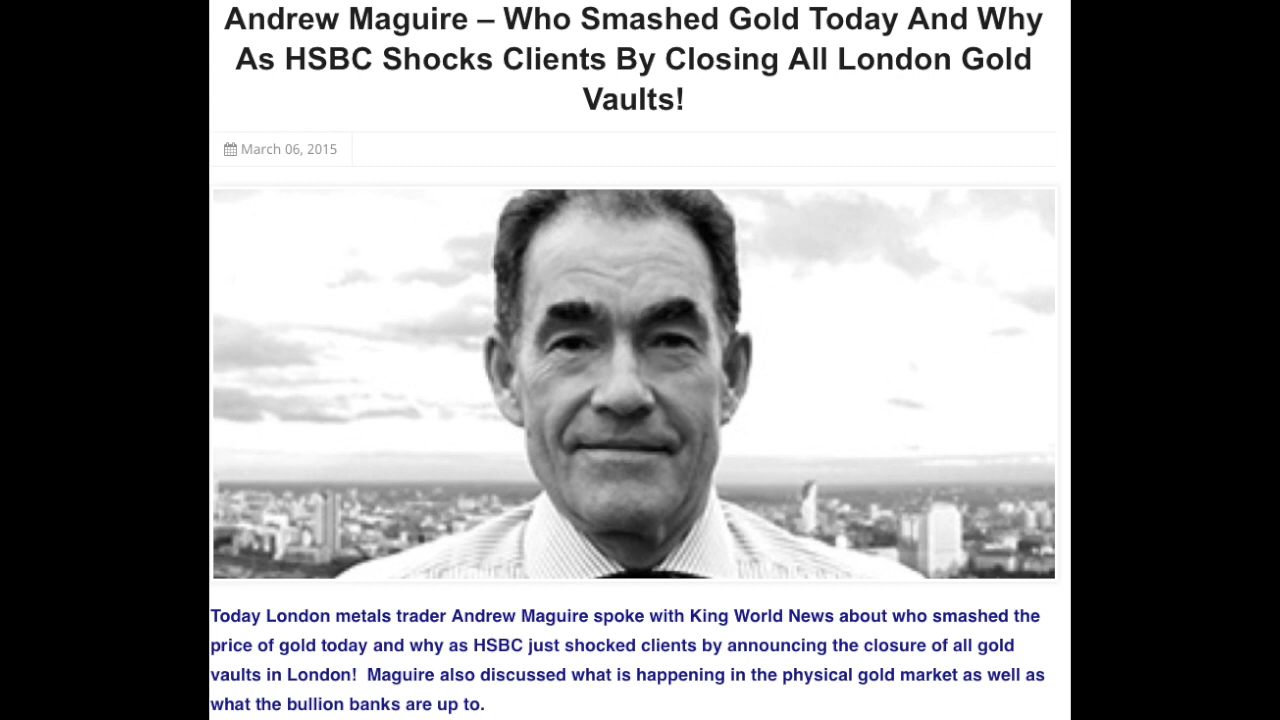 Andrew Maguire – Who Smashed Gold Today And Why
As HSBC Shocks Clients By Closing All London Gold
Vaults!
March 06, 2015
Today London metals trader Andrew Maguire spoke with King World News about who smashed the
price of gold today and why as HSBC just shocked clients by announcing the closure of all gold
vaults in London!  Maguire also discussed what is happening in the physical gold market as well as
what the bullion banks are up to.